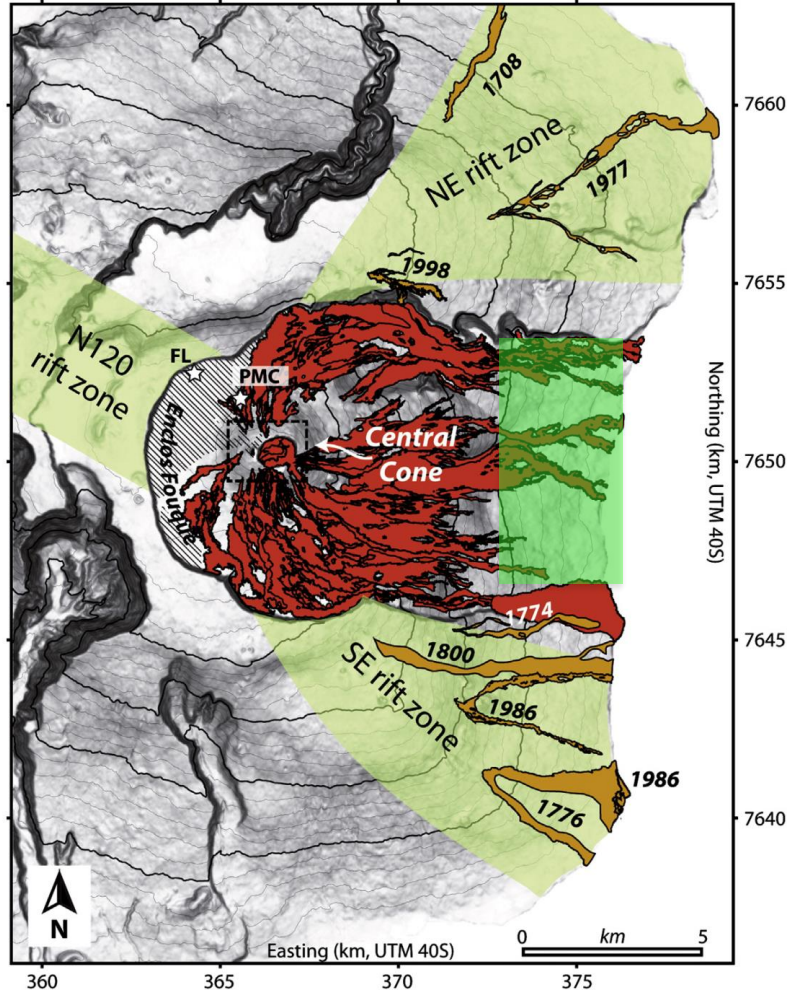 1708
7660
NE rift zone
1977
1998
7655
N120
rift zone
FL
PMC
Enclos Fouqué
Central
Cone
7650
Northing (km, UTM 40S)
1774
7645
1800
SE rift zone
1986
1986
1776
7640
N
Easting (km, UTM 40S)
0 km 5
360 365 370 375